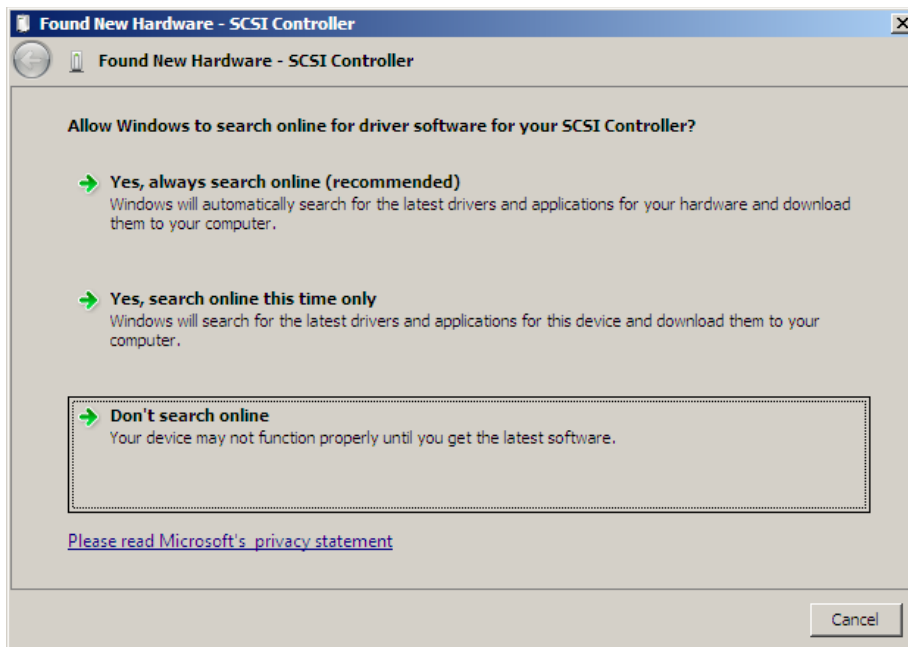 Found New Hardware - SCSI Controller
Found New Hardware - SCSI Controller
Allow Windows to search online for driver software for your SCSI Controller?
Yes, always search online (recommended)
Windows will automatically search for the latest drivers and applications for your hardware and download
them to your computer.
Yes, search online this time only
Windows will search for the latest drivers and applications for this device and download them to your
computer.
Don't search online
Your device may not function properly until you get the latest software.
Please read Microsoft's privacy statement
Cancel